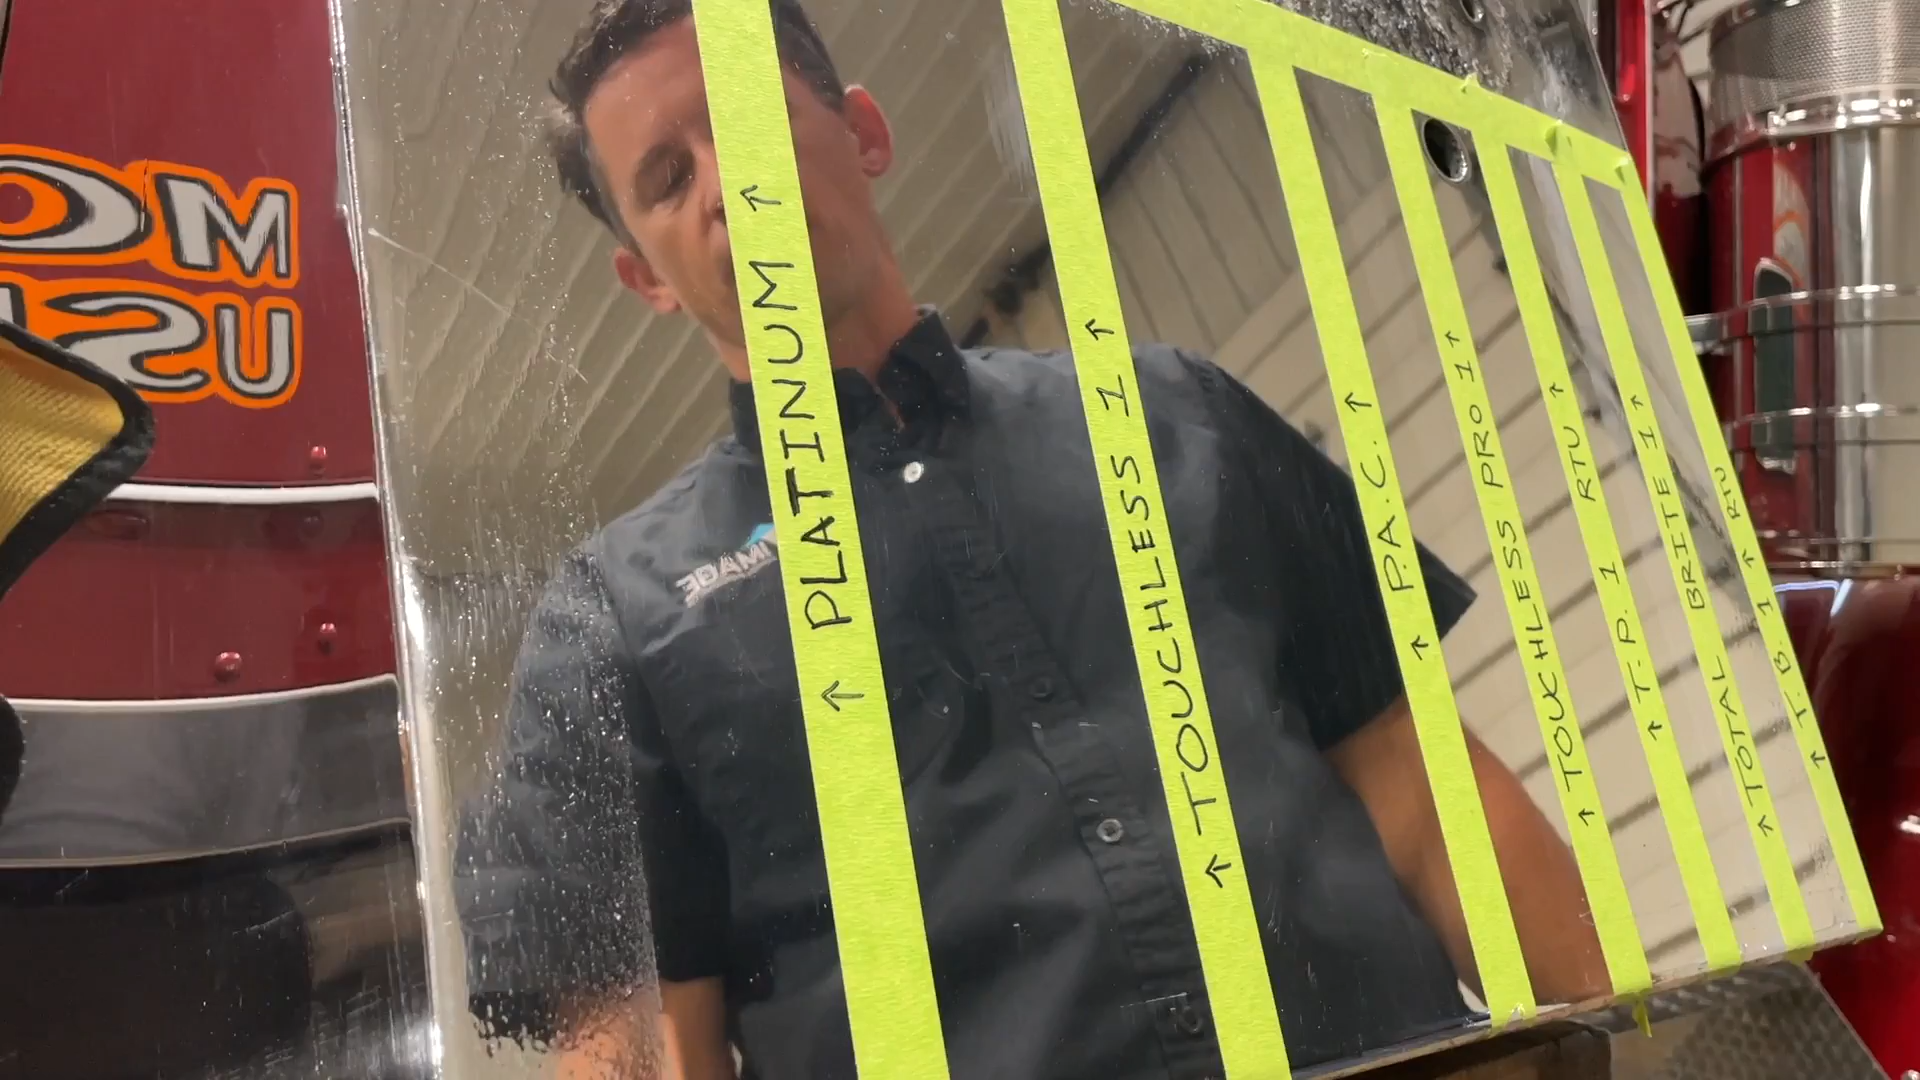 ↑ PLATINUM ↑
↑ TOUCHLESS 1 ↑
↑ P.A.C. ↑
↑ TOUCHLESS PRO 1 ↑
↑ T.P. 1 RTU ↑
↑ TOTAL BRITE 1 ↑
↑ T.B. 1 ↑ RTU